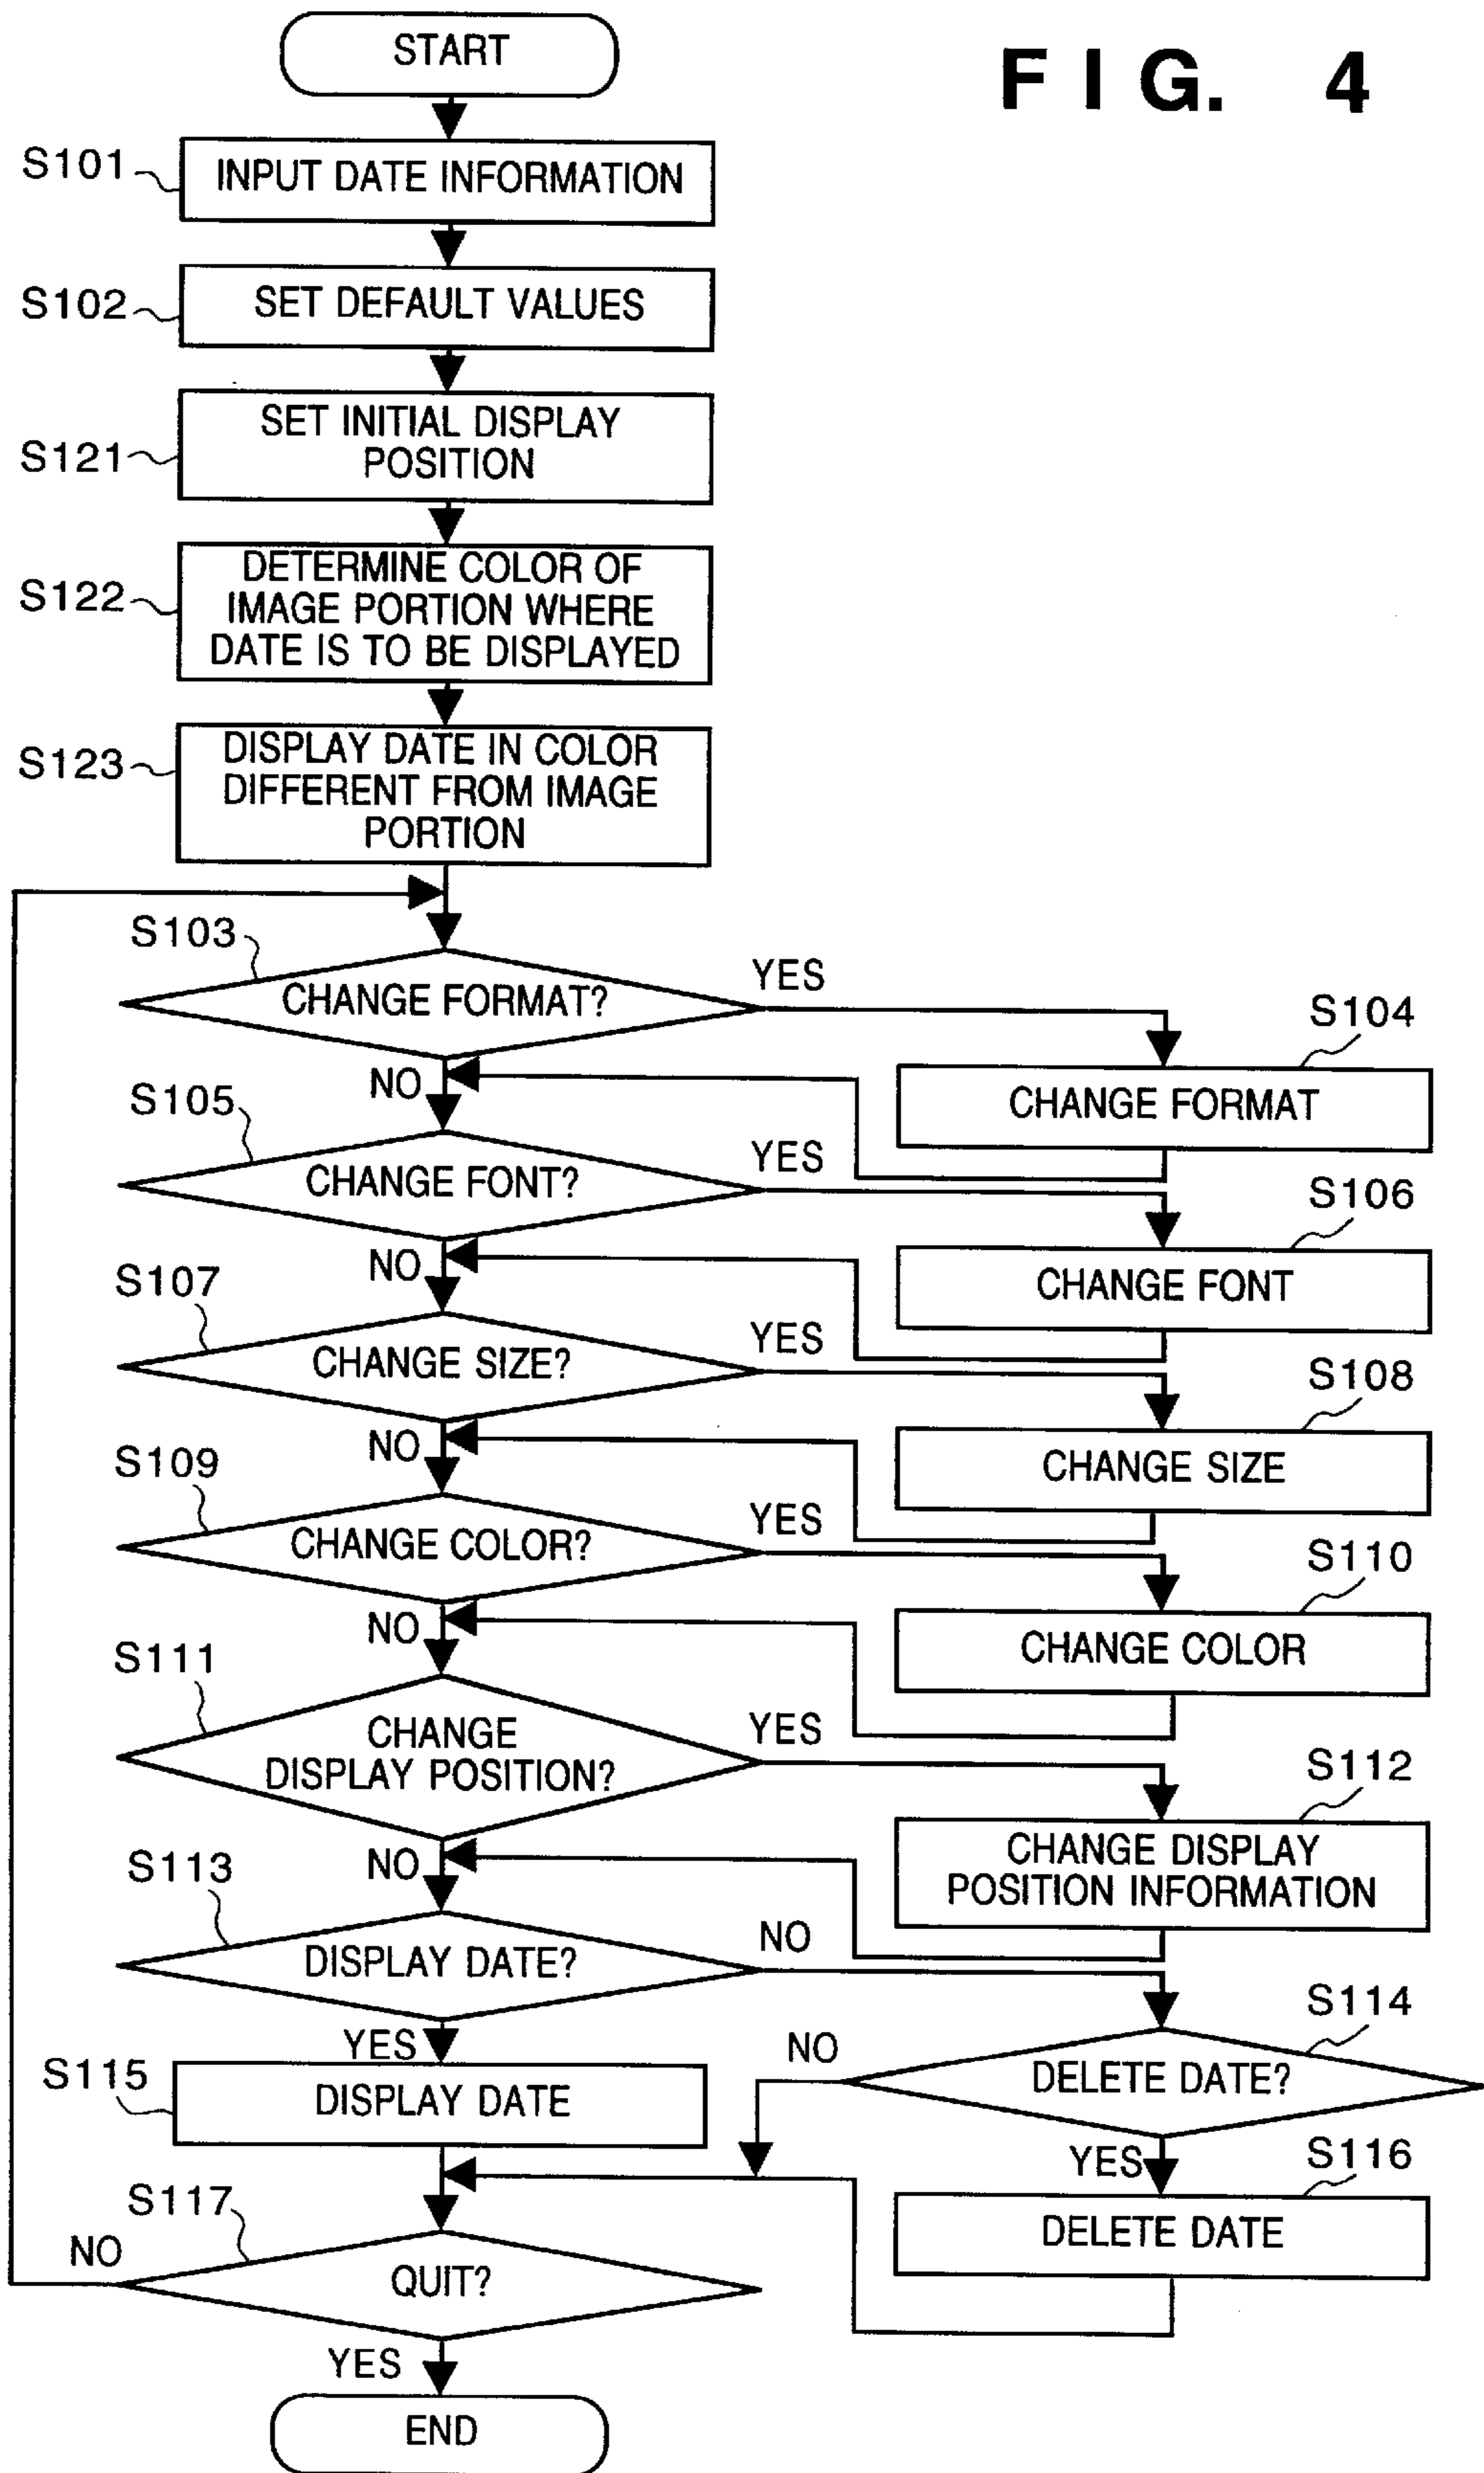 FIG. 4
START
S101
INPUT DATE INFORMATION
S102
SET DEFAULT VALUES
S121
SET INITIAL DISPLAY
POSITION
S122
DETERMINE COLOR OF
IMAGE PORTION WHERE
DATE IS TO BE DISPLAYED
S123
DISPLAY DATE IN COLOR
DIFFERENT FROM IMAGE
PORTION
S103
CHANGE FORMAT?
YES
NO
S104
CHANGE FORMAT
S105
CHANGE FONT?
YES
NO
S106
CHANGE FONT
S107
CHANGE SIZE?
YES
NO
S108
CHANGE SIZE
S109
CHANGE COLOR?
YES
NO
S110
CHANGE COLOR
S111
CHANGE
DISPLAY POSITION?
YES
NO
S112
CHANGE DISPLAY
POSITION INFORMATION
S113
DISPLAY DATE?
NO
YES
S114
DELETE DATE?
NO
YES
S115
DISPLAY DATE
S116
DELETE DATE
S117
QUIT?
NO
YES
END